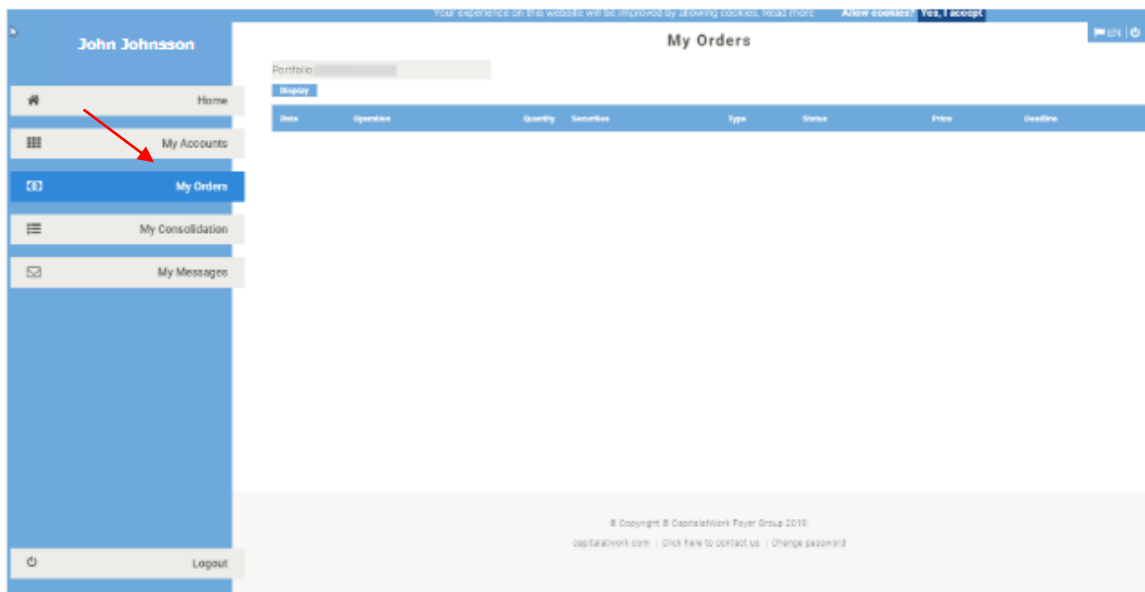 Your experience on this website will be improved by allowing cookies. Read more Allow cookies? Yes, I accept
John Johnsson
My Orders
EN
Portfolio
Display
Home
Date Operation Quantity Securities Type Status Price Deadline
My Accounts
My Orders
My Consolidation
My Messages
© Copyright © CapitalatWork Foyer Group 2019.
capitalatwork.com | Click here to contact us | Change password
Logout